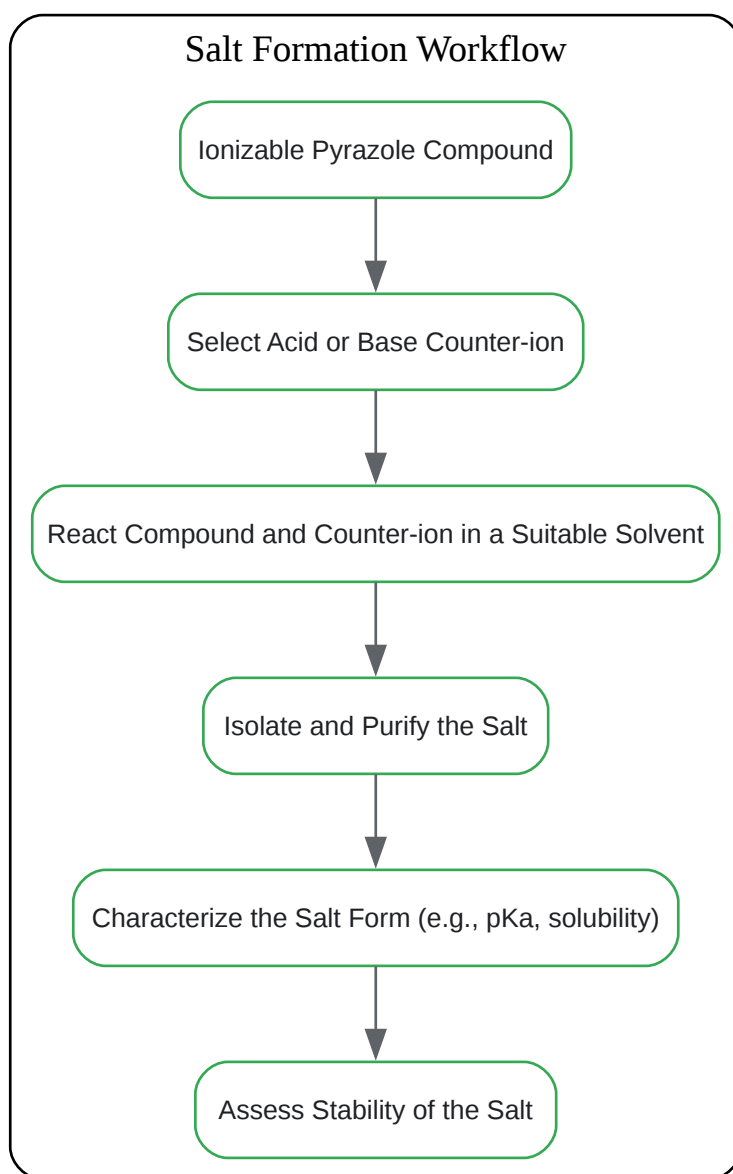 Salt Formation Workflow
Ionizable Pyrazole Compound
Select Acid or Base Counter-ion
React Compound and Counter-ion in a Suitable Solvent
Isolate and Purify the Salt
Characterize the Salt Form (e.g., pKa, solubility)
Assess Stability of the Salt